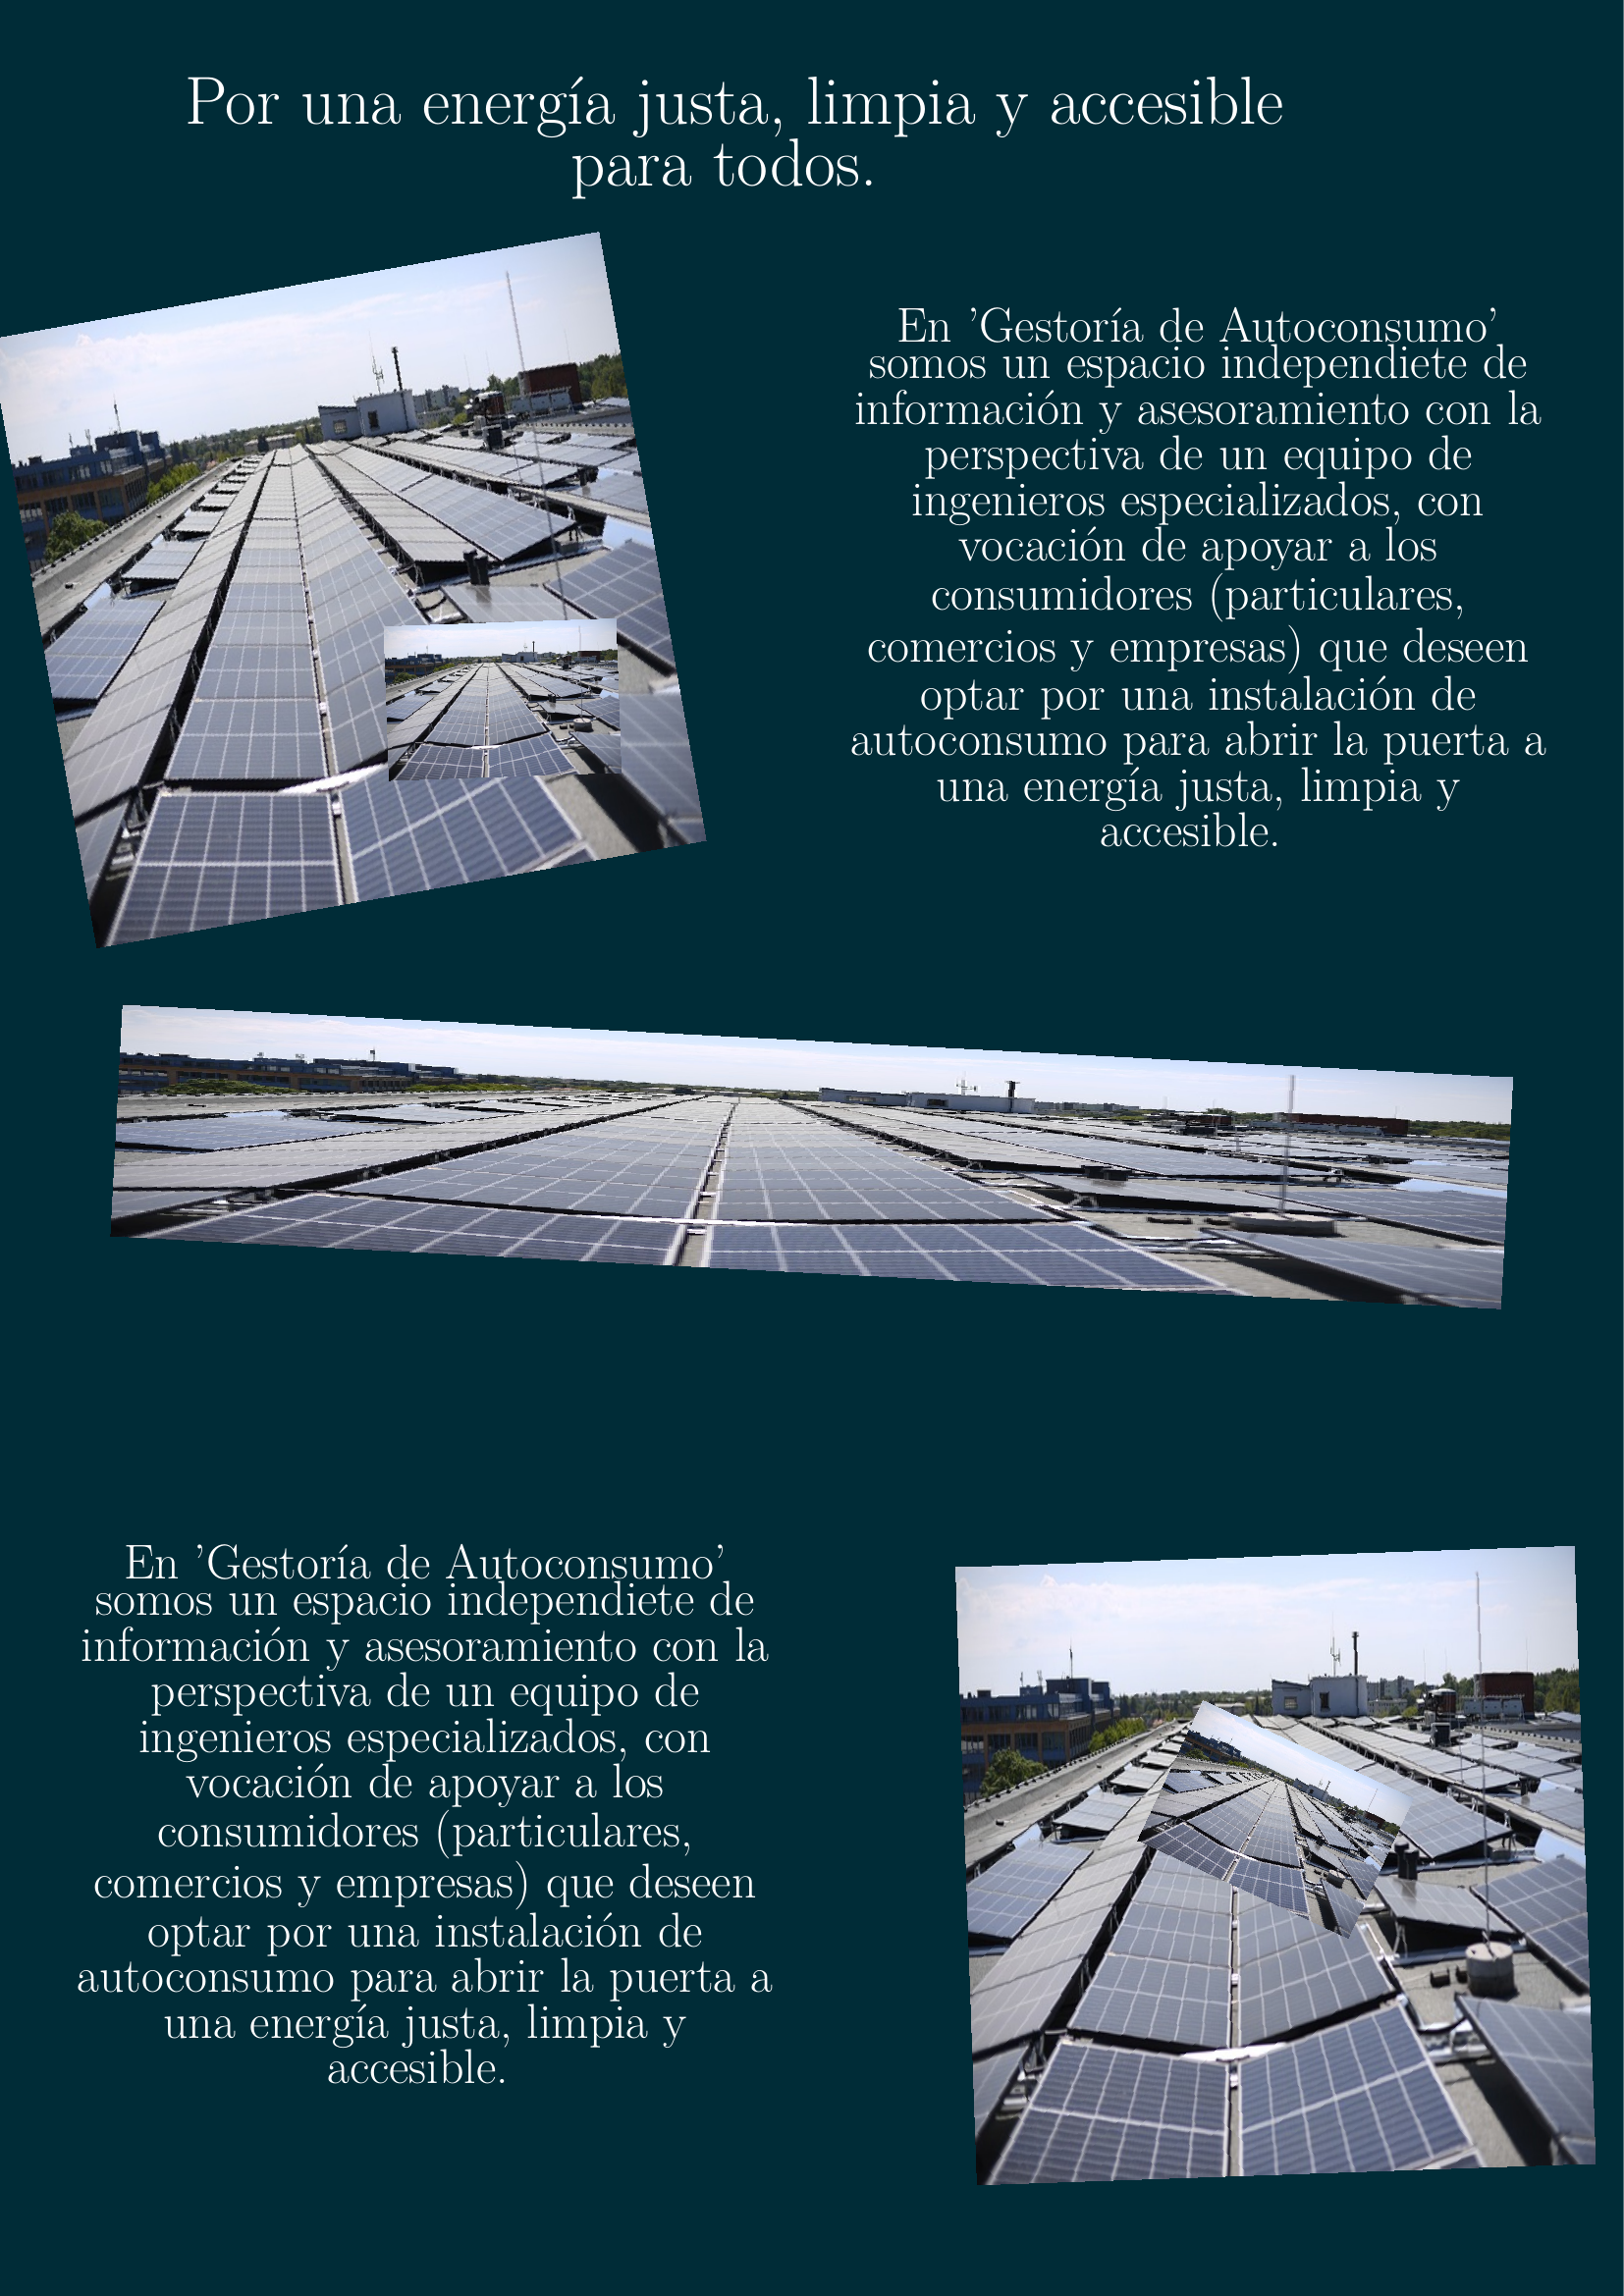 Por una energía justa, limpia y accesible
para todos.
En 'Gestoría de Autoconsumo'
somos un espacio independiete de
información y asesoramiento con la
perspectiva de un equipo de
ingenieros especializados, con
vocación de apoyar a los
consumidores (particulares,
comercios y empresas) que deseen
optar por una instalación de
autoconsumo para abrir la puerta a
una energía justa, limpia y
accesible.
En 'Gestoría de Autoconsumo'
somos un espacio independiete de
información y asesoramiento con la
perspectiva de un equipo de
ingenieros especializados, con
vocación de apoyar a los
consumidores (particulares,
comercios y empresas) que deseen
optar por una instalación de
autoconsumo para abrir la puerta a
una energía justa, limpia y
accesible.